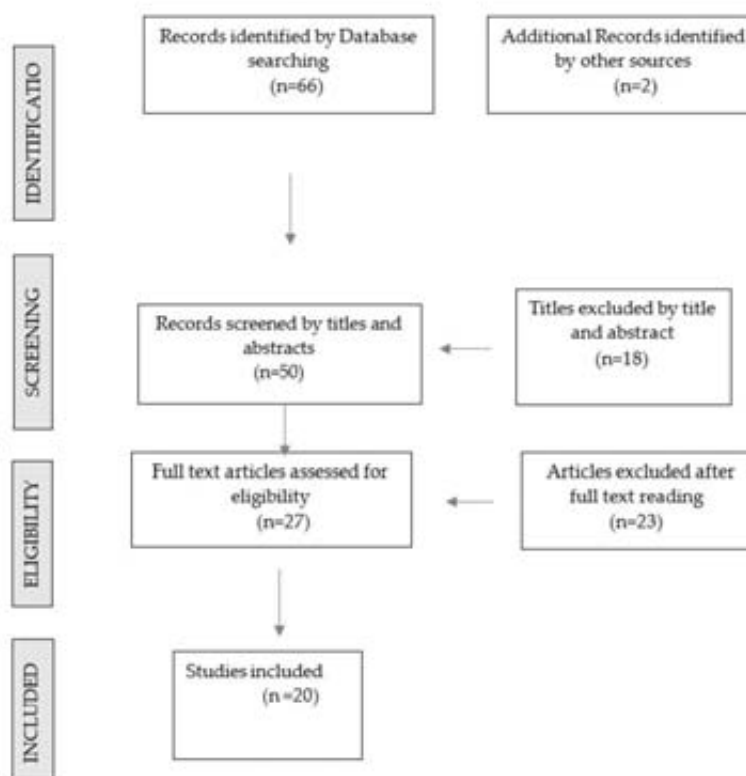 IDENTIFICATIO
Records identified by Database
searching
(n=66)
Additional Records identified
by other sources
(n=2)
SCREENING
Records screened by titles and
abstracts
(n=50)
Titles excluded by title
and abstract
(n=18)
ELIGIBILITY
Full text articles assessed for
eligibility
(n=27)
Articles excluded after
full text reading
(n=23)
INCLUDED
Studies included
(n =20)